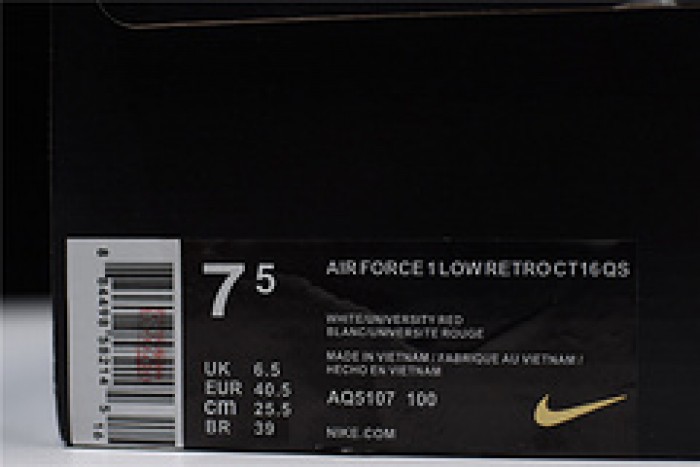 7 5
AIR FORCE 1 LOW RETRO CT16 QS
WHITE/UNIVERSITY RED
BLANC/UNIVERSITE ROUGE
MADE IN VIETNAM / FABRIQUE AU VIETNAM /
HECHO EN VIETNAM
UK 6.5
EUR 40.5
cm 25.5
BR 39
AQ5107 100
NIKE.COM